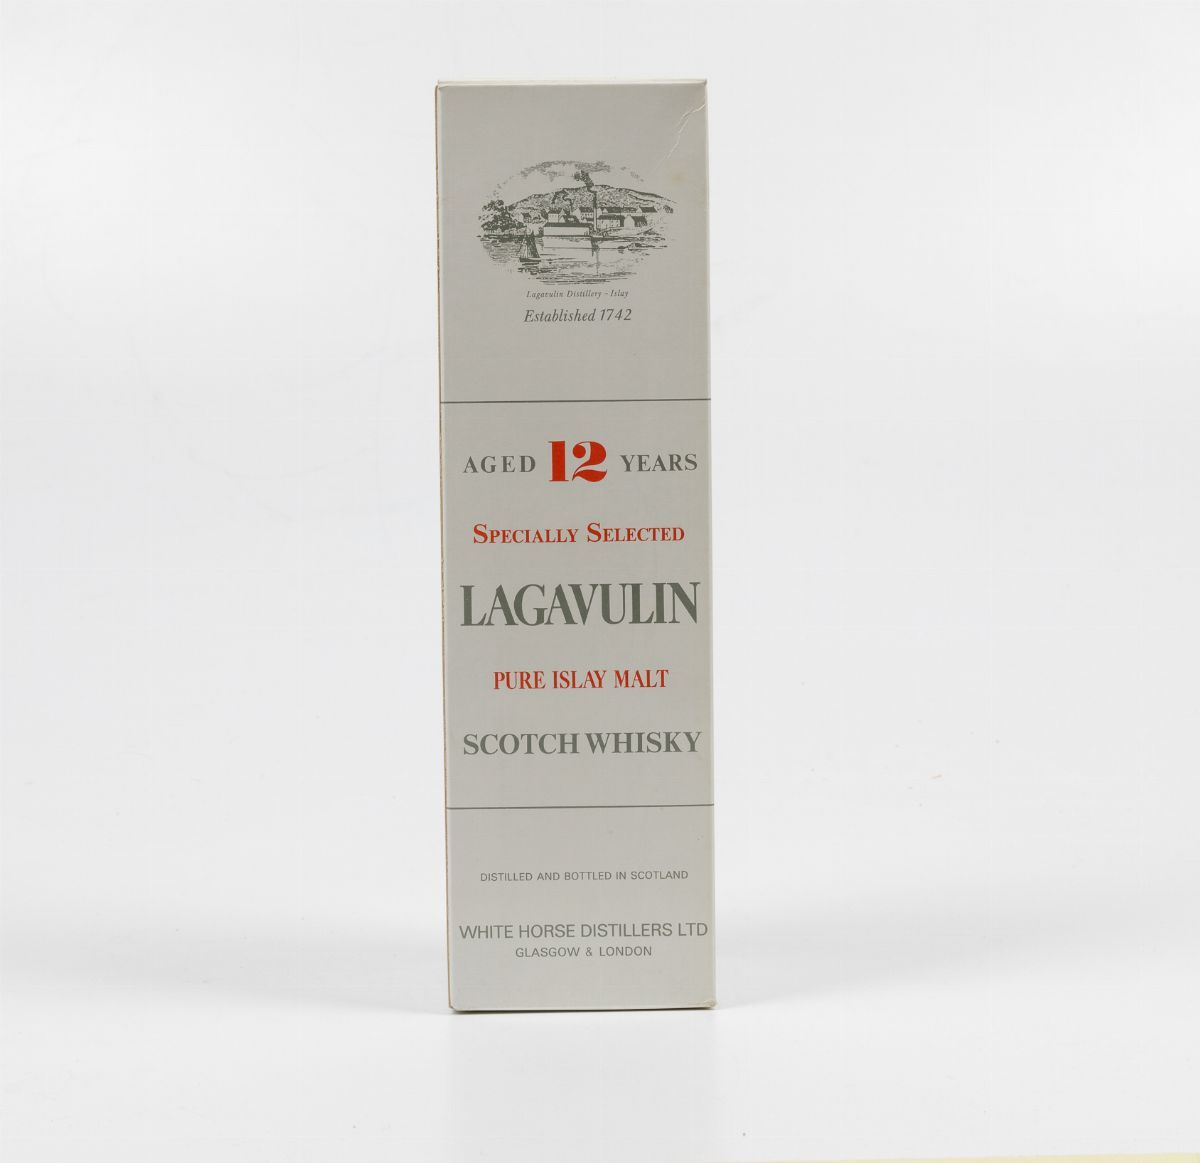 Lagavulin Distillery - Islay
Established 1742
AGED 12 YEARS
SPECIALLY SELECTED
LAGAVULIN
PURE ISLAY MALT
SCOTCH WHISKY
DISTILLED AND BOTTLED IN SCOTLAND
WHITE HORSE DISTILLERS LTD
GLASGOW & LONDON